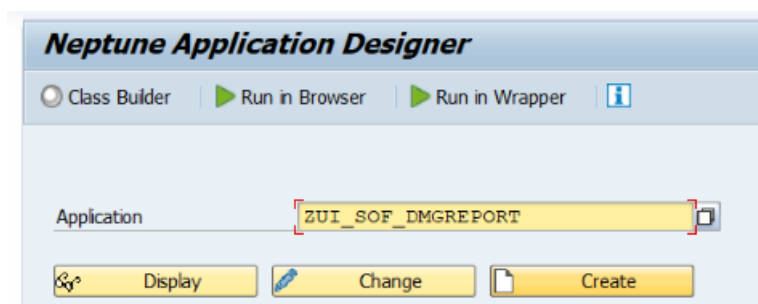 Neptune Application Designer
Class Builder Run in Browser Run in Wrapper i
Application ZUI_SOF_DMGREPORT
Display Change Create